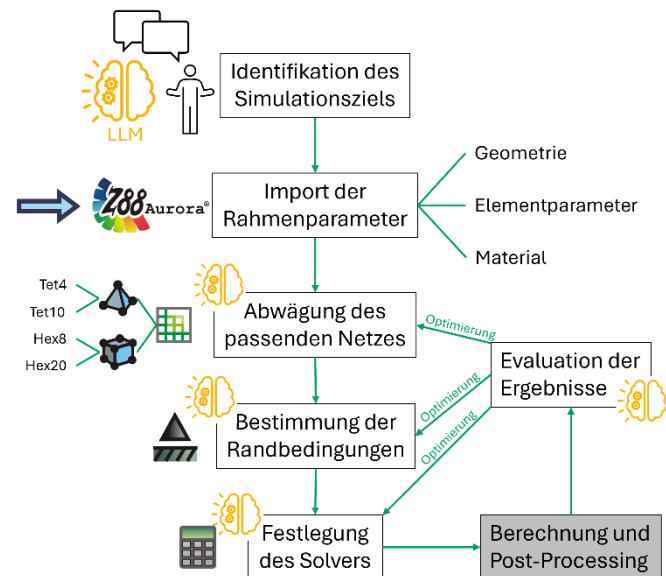 Identifikation des
Simulationsziels
LLM
Z88Aurora®
Import der
Rahmenparameter
Geometrie
Elementparameter
Material
Tet4
Tet10
Hex8
Hex20
Abwägung des
passenden Netzes
Optimierung
Optimierung
Optimierung
Evaluation der
Ergebnisse
Bestimmung der
Randbedingungen
Festlegung
des Solvers
Berechnung und
Post-Processing